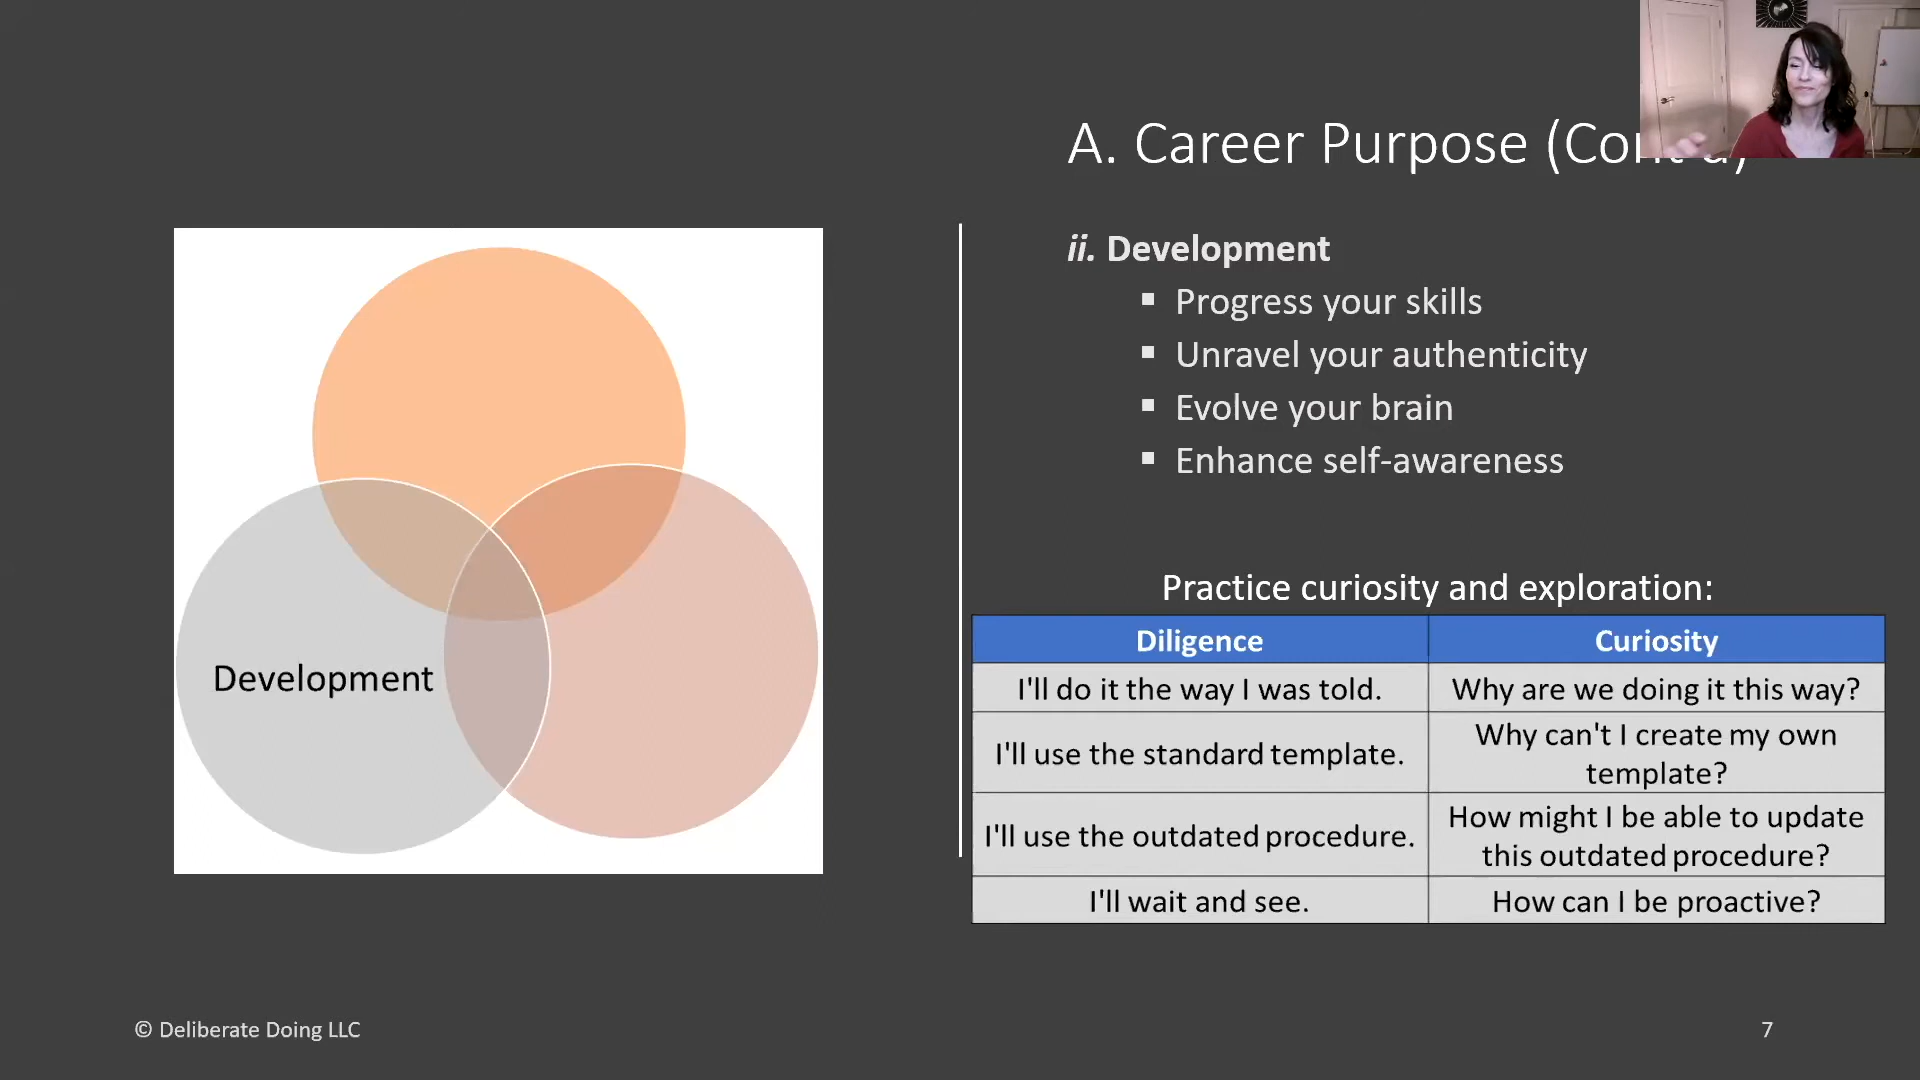 A. Career Purpose (Cont'd)
ii. Development
▪ Progress your skills
▪ Unravel your authenticity
▪ Evolve your brain
▪ Enhance self-awareness
Development
Practice curiosity and exploration:
Diligence Curiosity
I'll do it the way I was told. Why are we doing it this way?
I'll use the standard template. Why can't I create my own
template?
I'll use the outdated procedure. How might I be able to update
this outdated procedure?
I'll wait and see. How can I be proactive?
© Deliberate Doing LLC
7